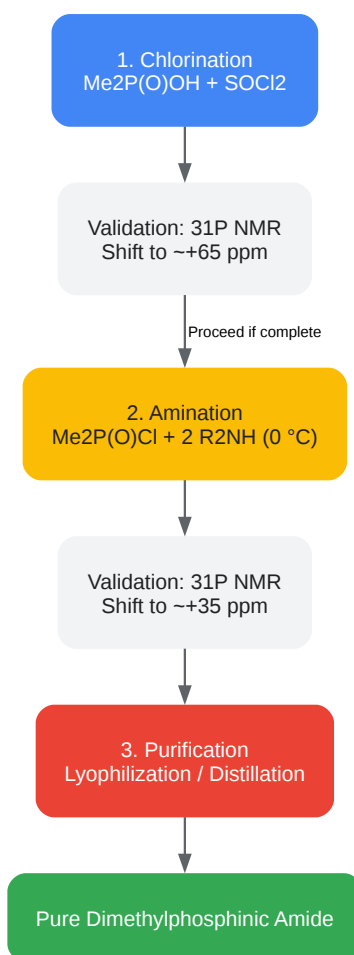 1. Chlorination
Me2P(O)OH + SOCl2
Validation: 31P NMR
Shift to ~+65 ppm
Proceed if complete
2. Amination
Me2P(O)Cl + 2 R2NH (0 °C)
Validation: 31P NMR
Shift to ~+35 ppm
3. Purification
Lyophilization / Distillation
Pure Dimethylphosphinic Amide